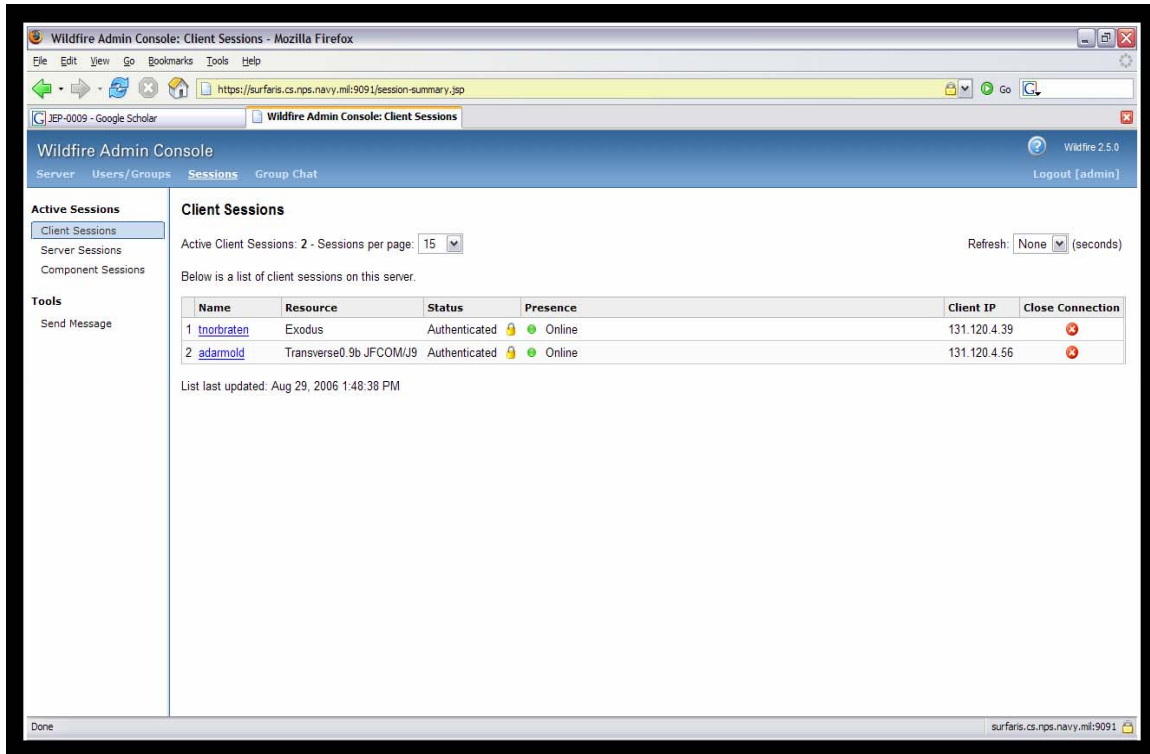 Wildfire Admin Console: Client Sessions - Mozilla Firefox
File Edit View Go Bookmarks Tools Help
https://surfaris.cs.nps.navy.mil:9091/session-summary.jsp
Go
JEP-0009 - Google Scholar
Wildfire Admin Console: Client Sessions
Wildfire Admin Console
Wildfire 2.5.0
Server Users/Groups Sessions Group Chat
Logout [admin]
Active Sessions
Client Sessions
Server Sessions
Component Sessions
Tools
Send Message
Client Sessions
Active Client Sessions: 2 - Sessions per page: 15
Refresh: None (seconds)
Below is a list of client sessions on this server.
Name Resource Status Presence Client IP Close Connection
1 tnorbraten Exodus Authenticated Online 131.120.4.39
2 adarmold Transverse0.9b JFCOM/J9 Authenticated Online 131.120.4.56
List last updated: Aug 29, 2006 1:48:38 PM
Done
surfaris.cs.nps.navy.mil:9091